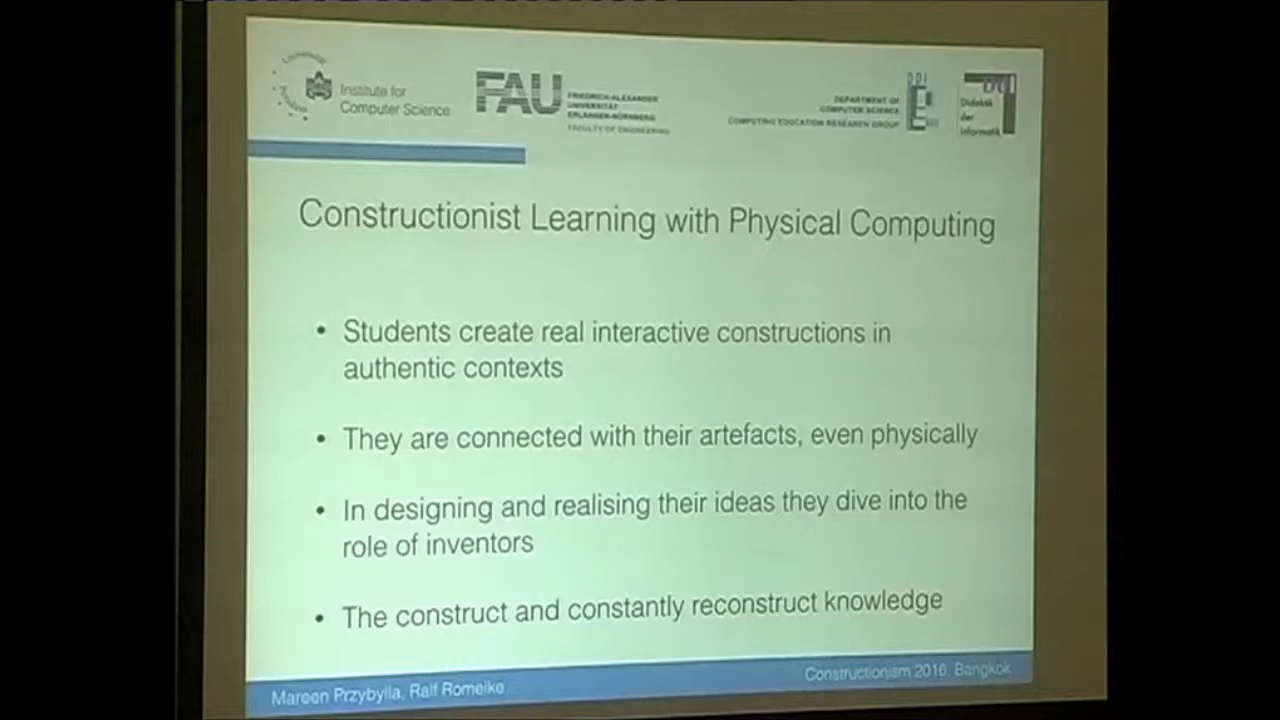 Institute for
Computer Science
FAU
FRIEDRICH-ALEXANDER
UNIVERSITÄT
ERLANGEN-NÜRNBERG
FACULTY OF ENGINEERING
DEPARTMENT OF
COMPUTER SCIENCE
COMPUTING EDUCATION RESEARCH GROUP
DDI
Didaktik
der
Informatik
Constructionist Learning with Physical Computing
• Students create real interactive constructions in
authentic contexts
• They are connected with their artefacts, even physically
• In designing and realising their ideas they dive into the
role of inventors
• The construct and constantly reconstruct knowledge
Mareen Przybylla, Ralf Romeike
Constructionism 2016, Bangkok